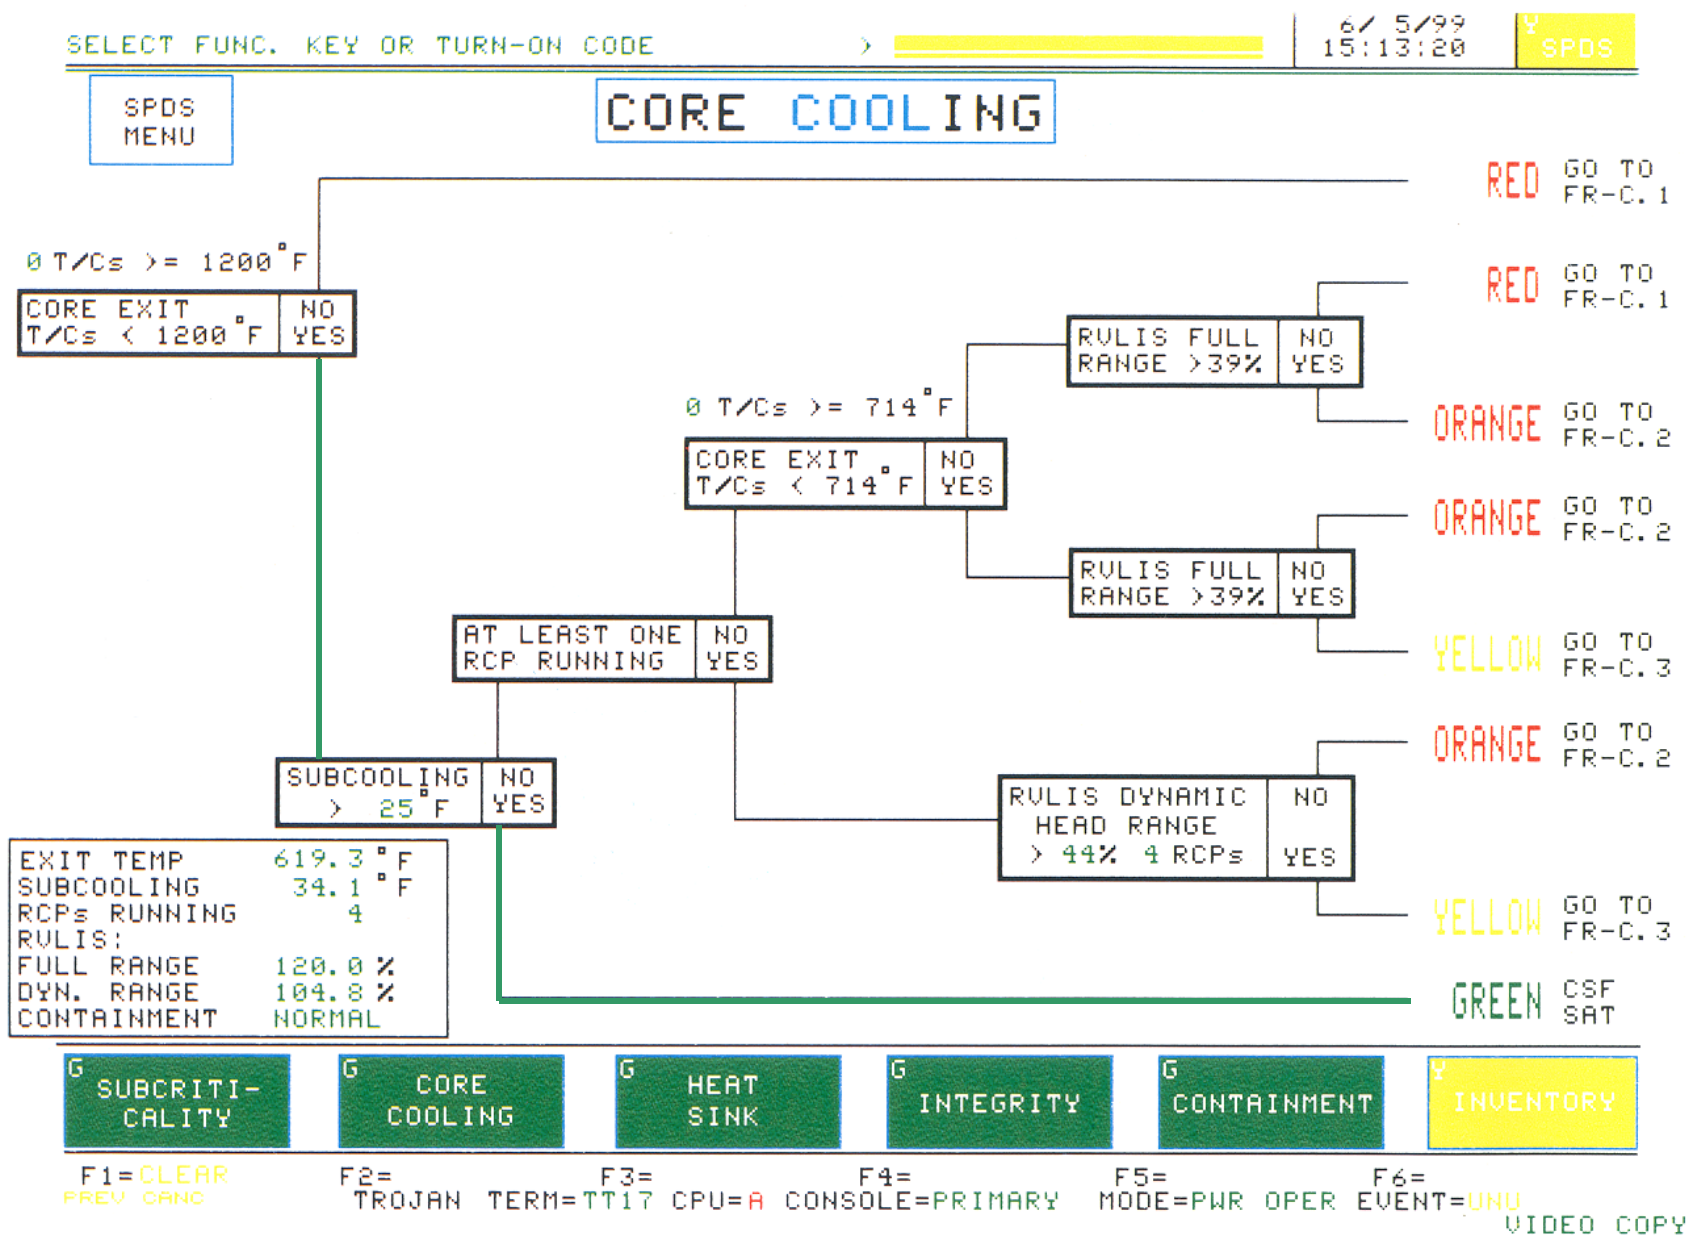 SELECT FUNC. KEY OR TURN-ON CODE >
6/ 5/99
15:13:20
Y
SPDS
SPDS
MENU
CORE COOLING
RED GO TO
FR-C.1
0 T/Cs >= 1200°F
CORE EXIT
T/Cs < 1200°F
NO
YES
RED GO TO
FR-C.1
RVLIS FULL
RANGE >39%
NO
YES
ORANGE GO TO
FR-C.2
0 T/Cs >= 714°F
CORE EXIT
T/Cs < 714°F
NO
YES
ORANGE GO TO
FR-C.2
RVLIS FULL
RANGE >39%
NO
YES
YELLOW GO TO
FR-C.3
AT LEAST ONE
RCP RUNNING
NO
YES
ORANGE GO TO
FR-C.2
SUBCOOLING
> 25°F
NO
YES
RVLIS DYNAMIC
HEAD RANGE
> 44% 4 RCPs
NO
YES
YELLOW GO TO
FR-C.3
EXIT TEMP 619.3 °F
SUBCOOLING 34.1 °F
RCPs RUNNING 4
RVLIS:
FULL RANGE 120.0 %
DYN. RANGE 104.8 %
CONTAINMENT NORMAL
GREEN CSF
SAT
G
SUBCRITI-
CALITY
G
CORE
COOLING
G
HEAT
SINK
G
INTEGRITY
G
CONTAINMENT
Y
INVENTORY
F1=CLEAR F2= F3= F4= F5= F6=
PREV CANC TROJAN TERM=TT17 CPU=A CONSOLE=PRIMARY MODE=PWR OPER EVENT=UNU
VIDEO COPY